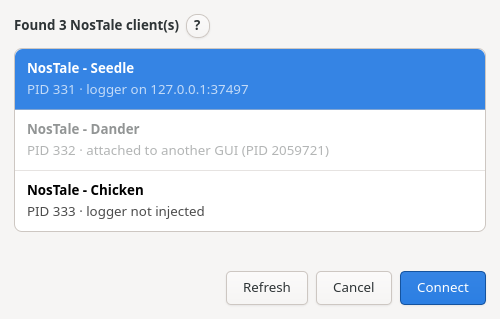 Found 3 NosTale client(s) ?
NosTale - Seedle
PID 331 · logger on 127.0.0.1:37497
NosTale - Dander
PID 332 · attached to another GUI (PID 2059721)
NosTale - Chicken
PID 333 · logger not injected
Refresh Cancel Connect